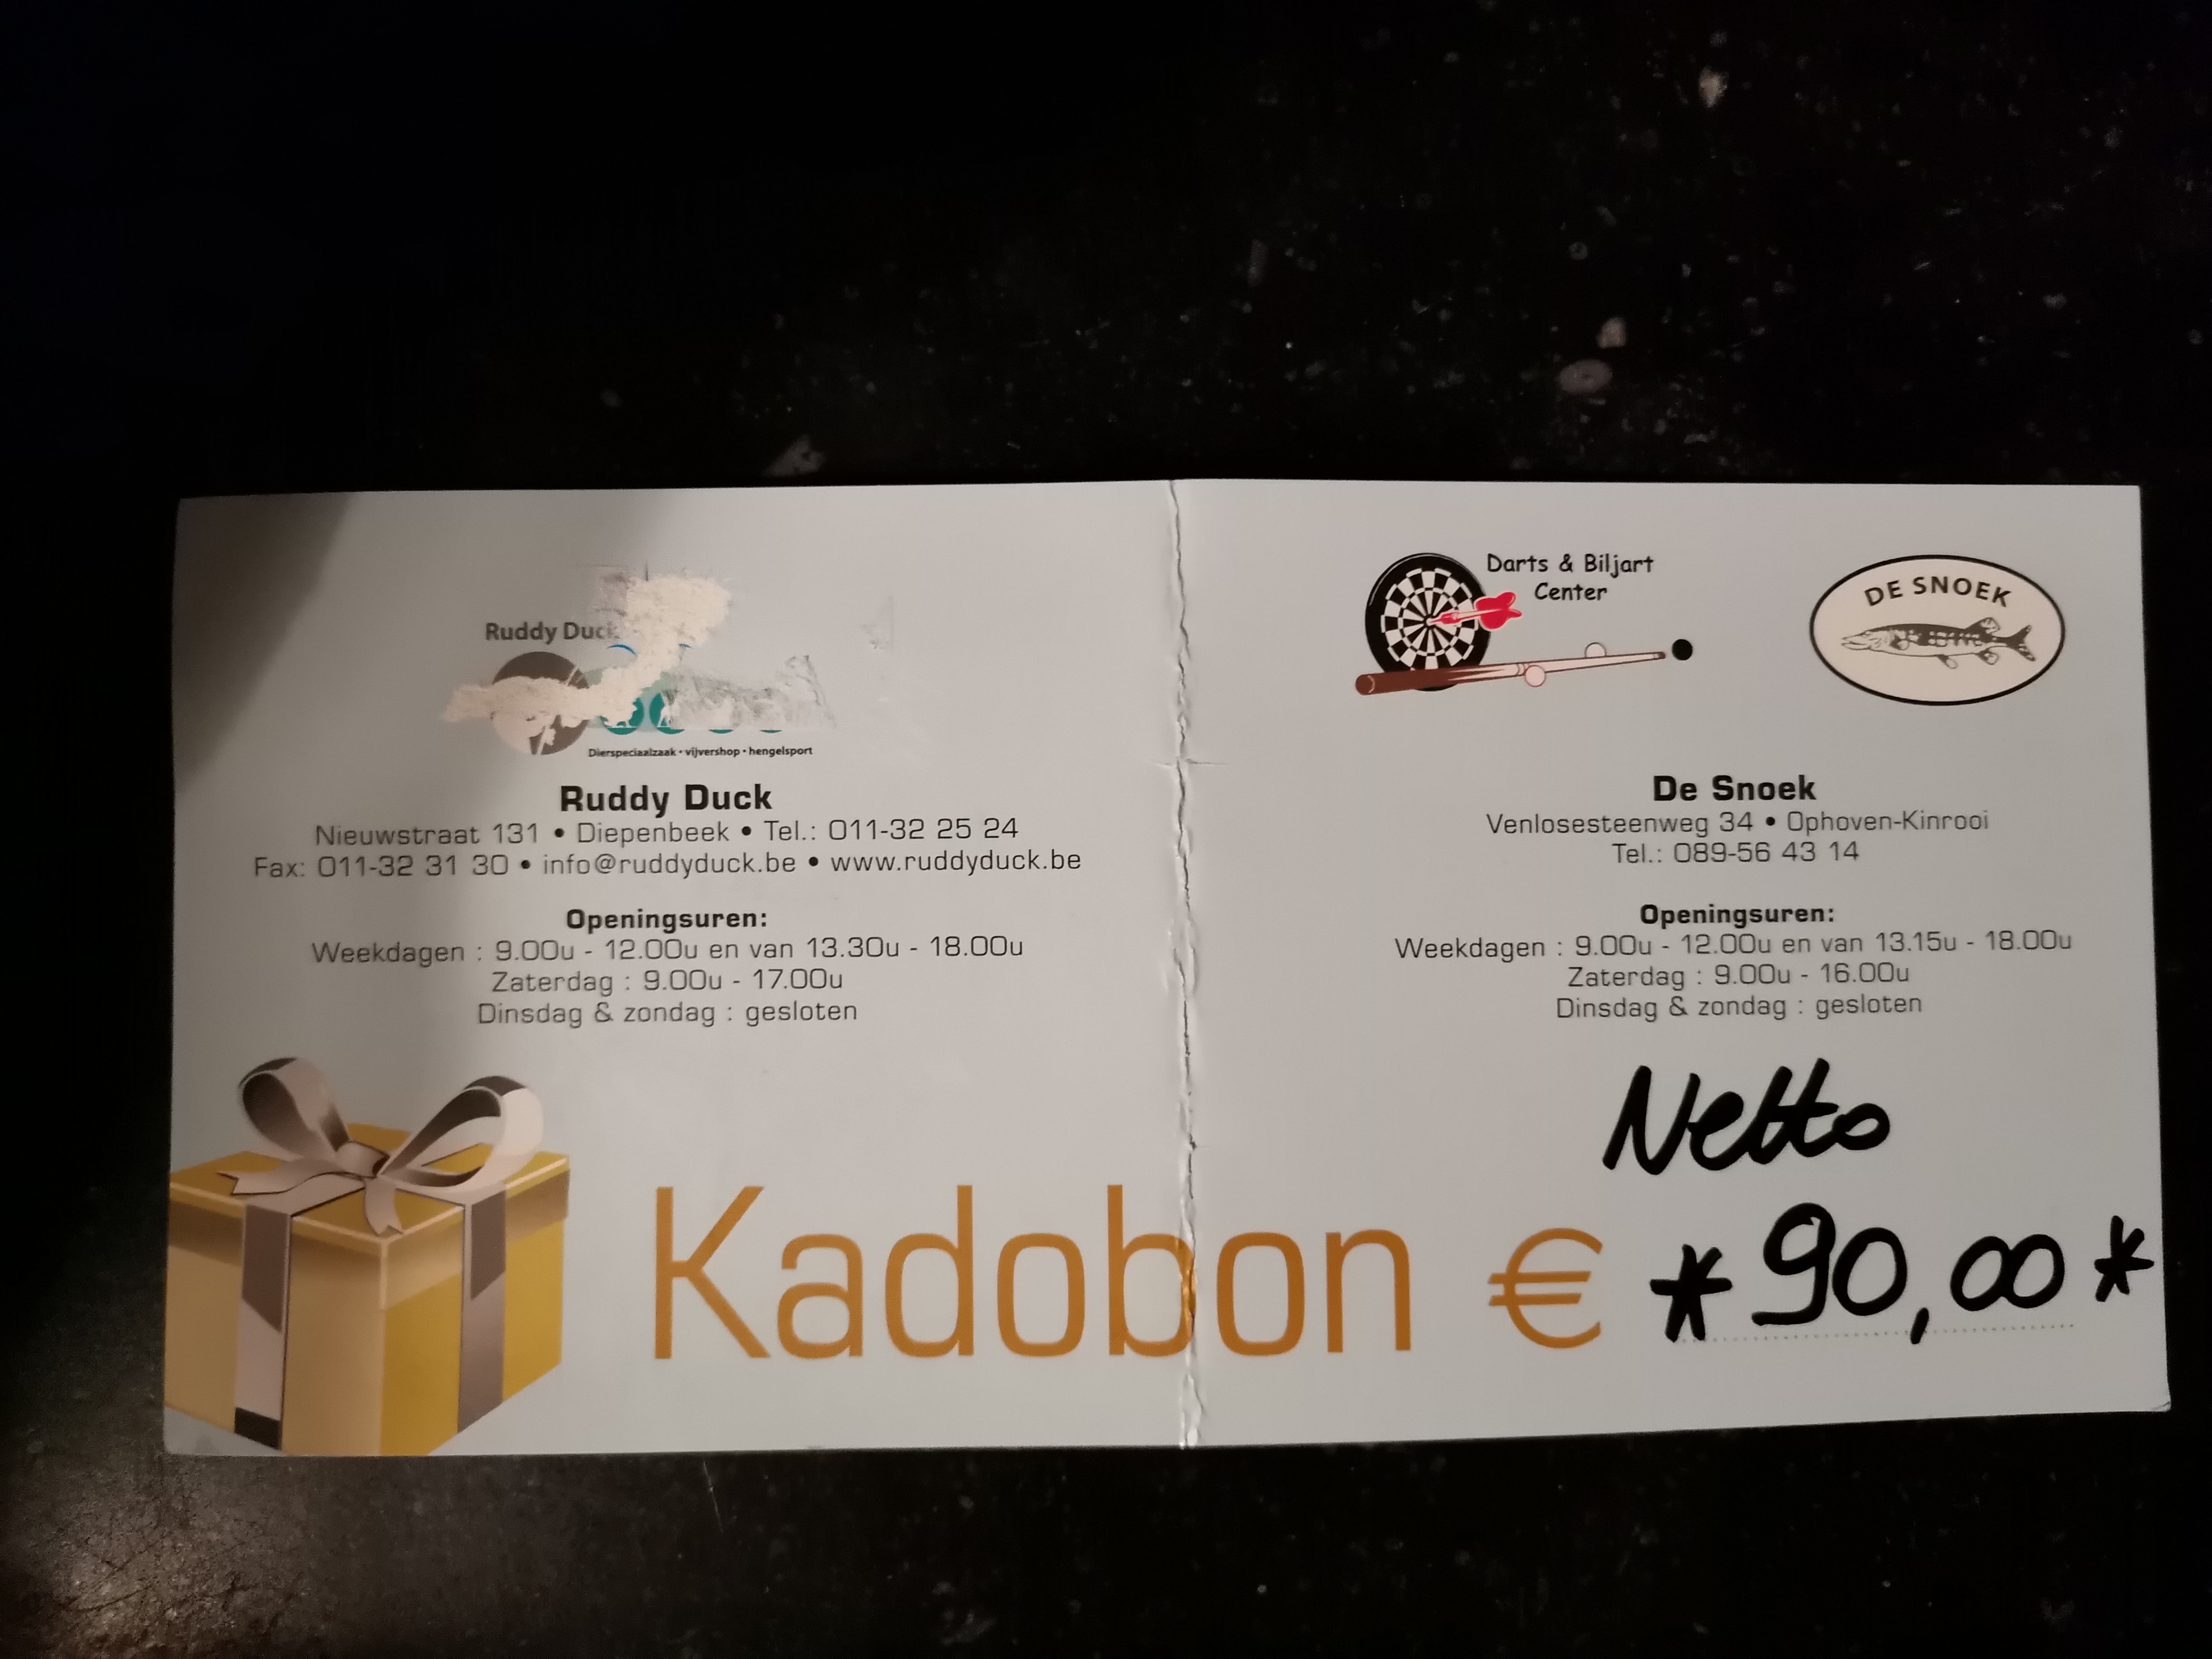 Ruddy Duck
Dierspeciaalzaak • vijvershop • hengelsport
Ruddy Duck
Nieuwstraat 131 • Diepenbeek • Tel.: 011-32 25 24
Fax: 011-32 31 30 • info@ruddyduck.be • www.ruddyduck.be
Openingsuren:
Weekdagen : 9.00u - 12.00u en van 13.30u - 18.00u
Zaterdag : 9.00u - 17.00u
Dinsdag & zondag : gesloten
Darts & Biljart
Center
DE SNOEK
De Snoek
Venlosesteenweg 34 • Ophoven-Kinrooi
Tel.: 089-56 43 14
Openingsuren:
Weekdagen : 9.00u - 12.00u en van 13.15u - 18.00u
Zaterdag : 9.00u - 16.00u
Dinsdag & zondag : gesloten
Netto
Kadobon € *90,00*